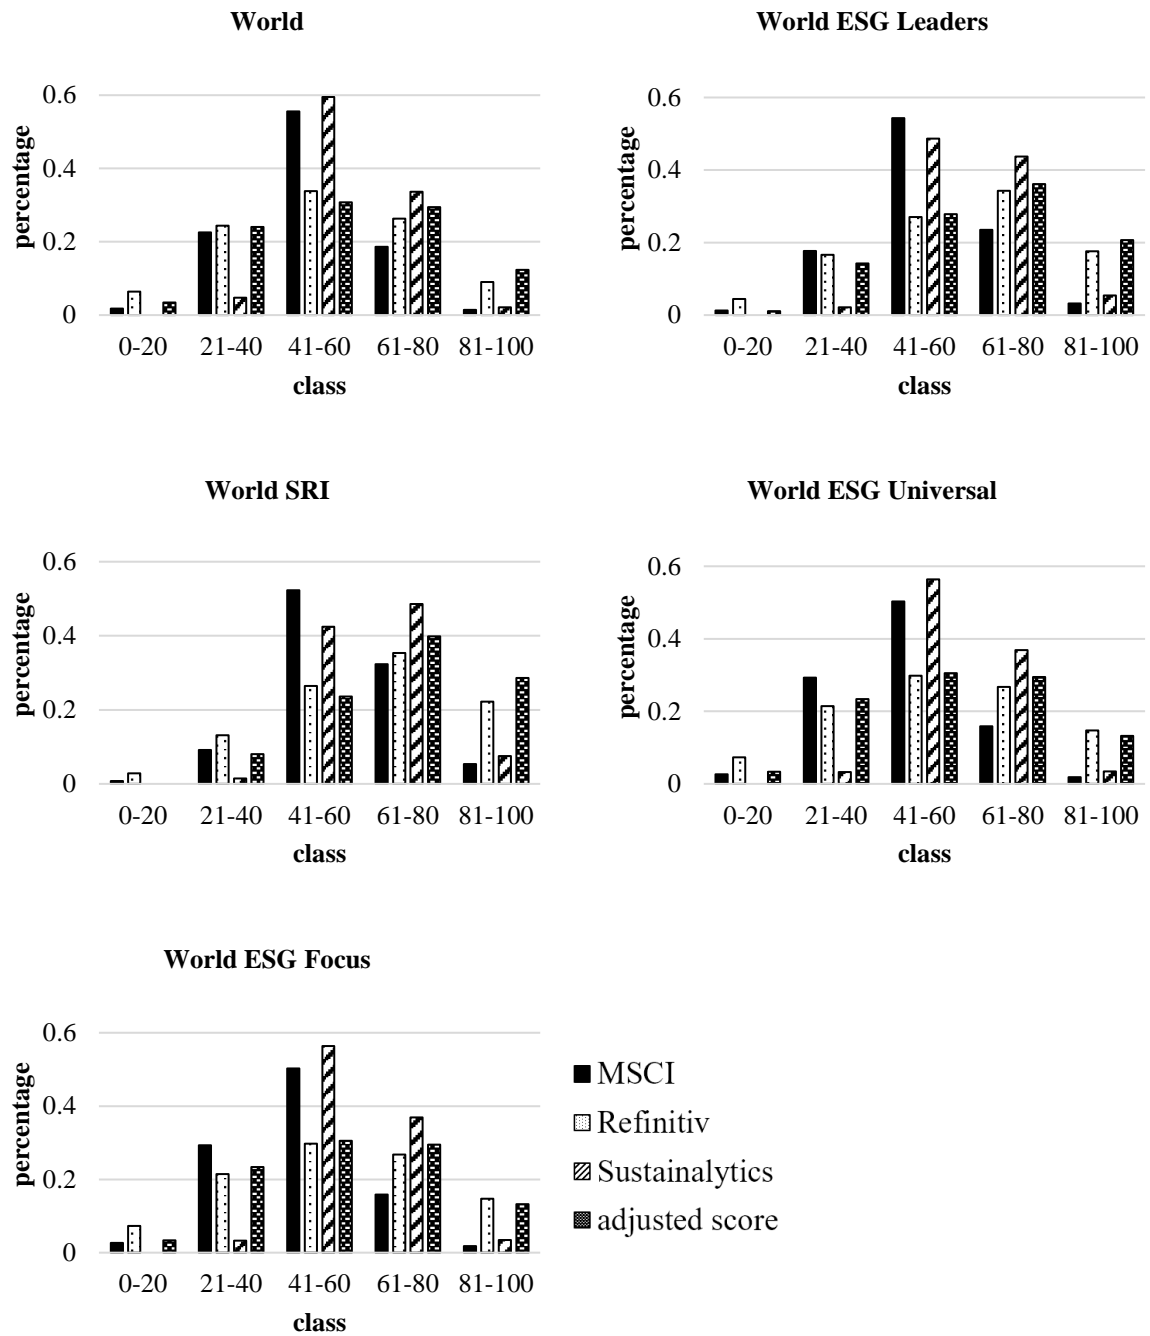 World
percentage
0.6
0.4
0.2
0
0-20 21-40 41-60 61-80 81-100
class
World ESG Leaders
percentage
0.6
0.4
0.2
0
0-20 21-40 41-60 61-80 81-100
class
World SRI
percentage
0.6
0.4
0.2
0
0-20 21-40 41-60 61-80 81-100
class
World ESG Universal
percentage
0.6
0.4
0.2
0
0-20 21-40 41-60 61-80 81-100
class
World ESG Focus
percentage
0.6
0.4
0.2
0
0-20 21-40 41-60 61-80 81-100
class
MSCI
Refinitiv
Sustainalytics
adjusted score